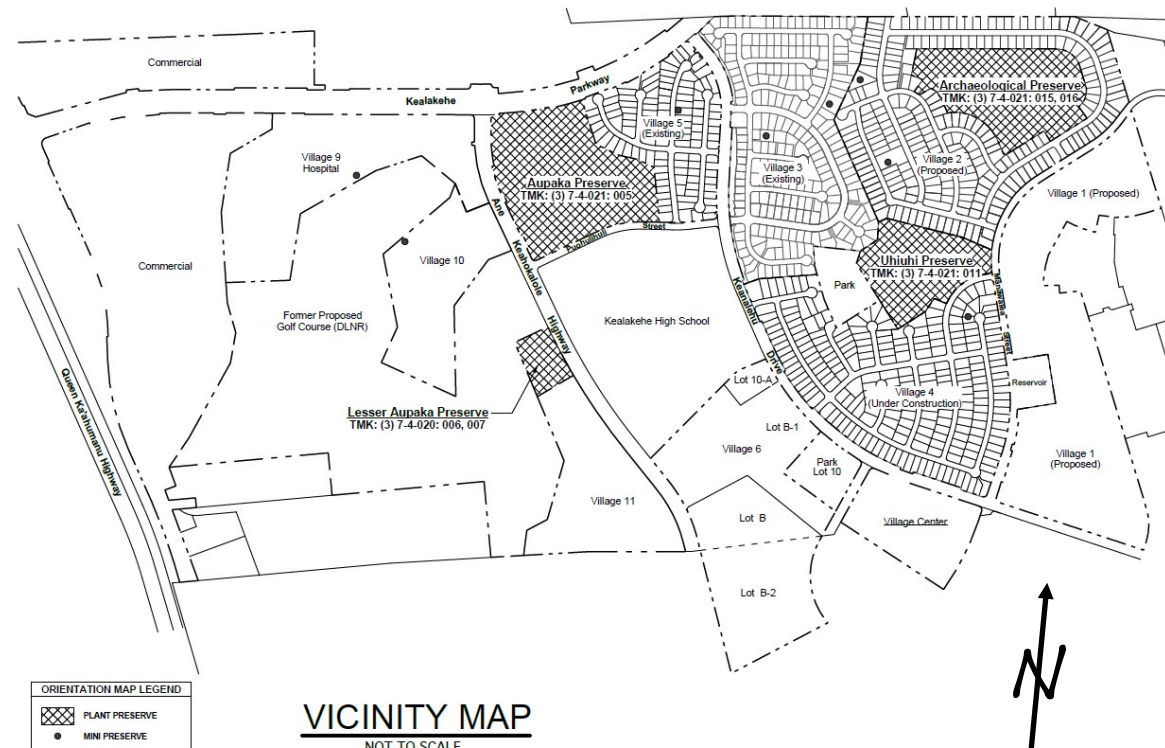 Commercial
Kealakehe
Parkway
Village 5
(Existing)
Archaeological Preserve
TMK: (3) 7-4-021: 015, 016
Village 9
Hospital
Aupaka Preserve
TMK: (3) 7-4-021: 005
Village 3
(Existing)
Village 2
(Proposed)
Village 1 (Proposed)
Commercial
Village 10
Ane
Keahokalole
Highway
Puohulihuli
Street
Uhiuhi Preserve
TMK: (3) 7-4-021: 011
Park
Manawalea
Street
Former Proposed
Golf Course (DLNR)
Kealakehe High School
Keanalehu
Drive
Queen Ka'ahumanu Highway
Lesser Aupaka Preserve
TMK: (3) 7-4-020: 006, 007
Lot 10-A
Village 4
(Under Construction)
Reservoir
Lot B-1
Village 6
Park
Lot 10
Village 1
(Proposed)
Village 11
Lot B
Village Center
Lot B-2
N
ORIENTATION MAP LEGEND
PLANT PRESERVE
MINI PRESERVE
VICINITY MAP
NOT TO SCALE